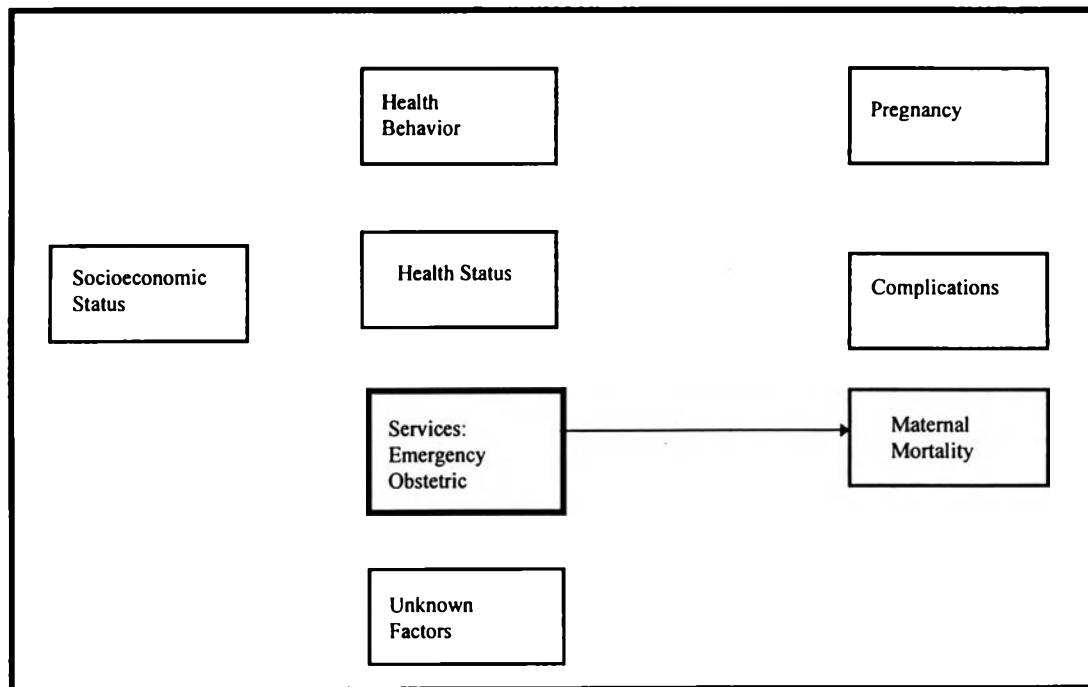 Health
Behavior
Pregnancy
Socioeconomic
Status
Health Status
Complications
Services:
Emergency
Obstetric
Maternal
Mortality
Unknown
Factors